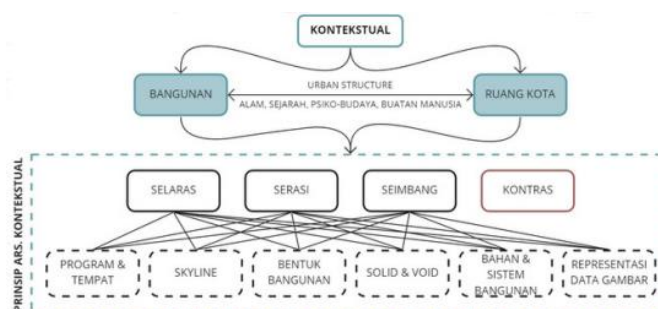 KONTEKSTUAL
BANGUNAN
URBAN STRUCTURE
ALAM, SEJARAH, PSIKO-BUDAYA, BUATAN MANUSIA
RUANG KOTA
PRINSIP ARS. KONTEKSTUAL
SELARAS
SERASI
SEIMBANG
KONTRAS
PROGRAM &
TEMPAT
SKYLINE
BENTUK
BANGUNAN
SOLID & VOID
BAHAN &
SISTEM
BANGUNAN
REPRESENTASI
DATA GAMBAR